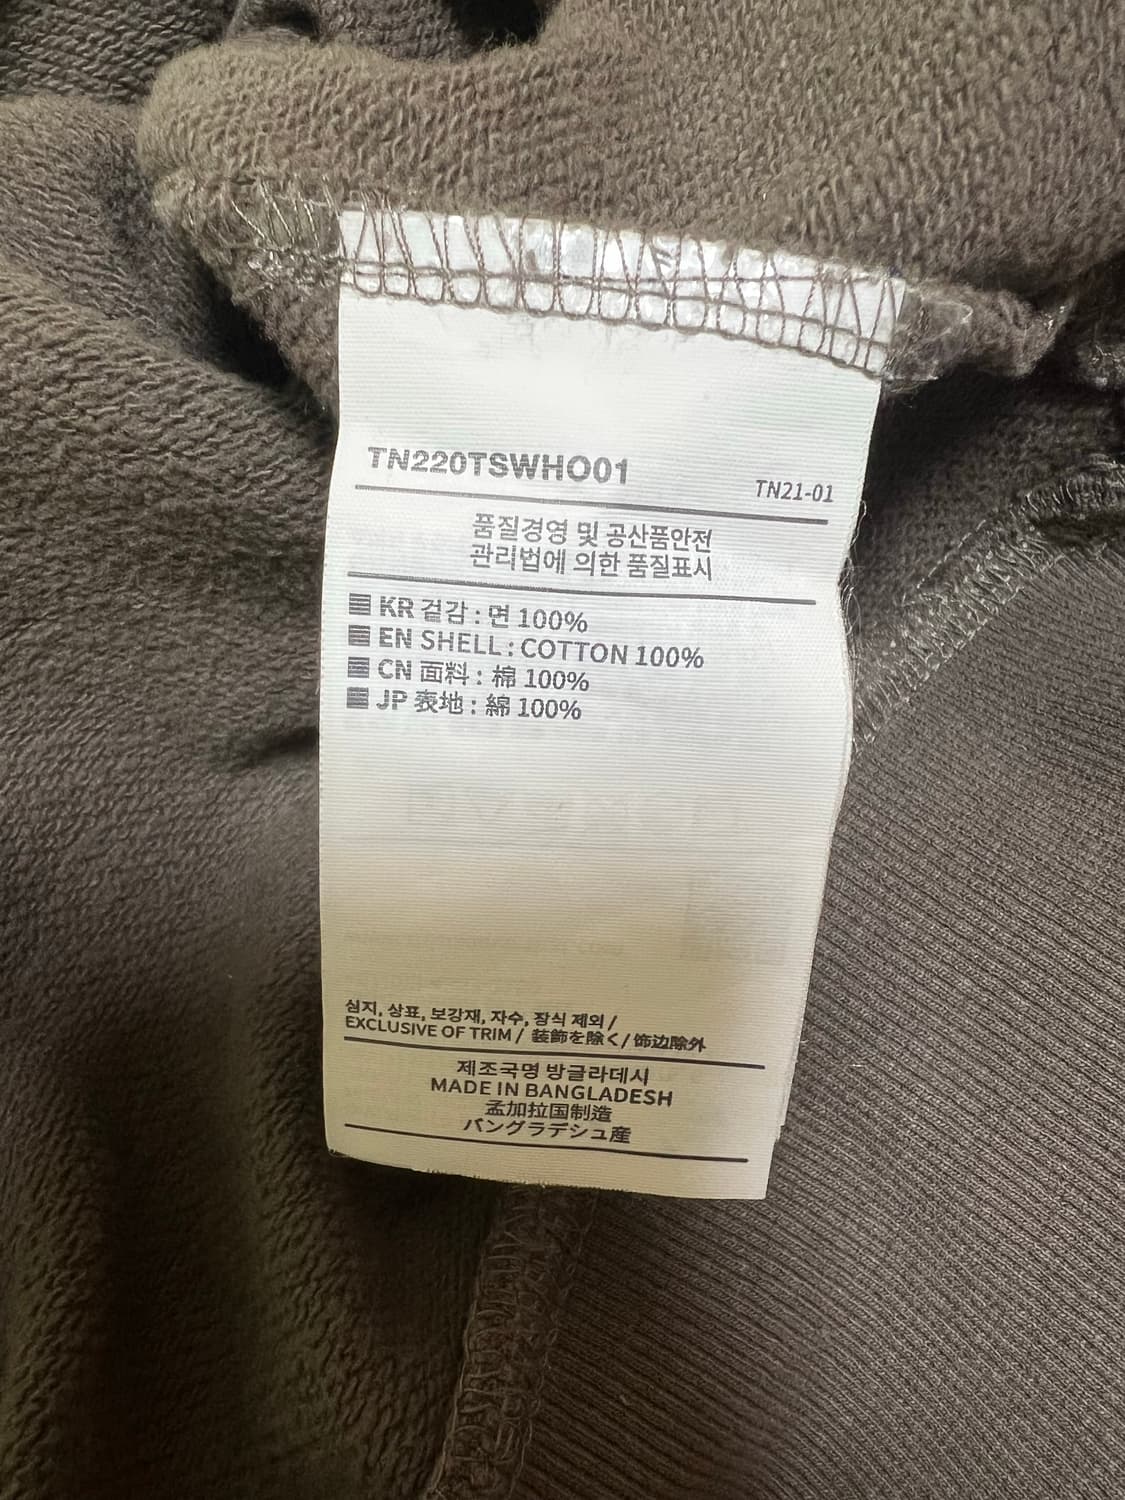 TN220TSWHO01
TN21-01
품질경영 및 공산품안전
관리법에 의한 품질표시
KR 겉감 : 면 100%
EN SHELL : COTTON 100%
CN 面料 : 棉 100%
JP 表地 : 綿 100%
심지, 상표, 보강재, 자수, 장식 제외 /
EXCLUSIVE OF TRIM / 装飾を除く / 饰边除外
제조국명 방글라데시
MADE IN BANGLADESH
孟加拉国制造
バングラデシュ産